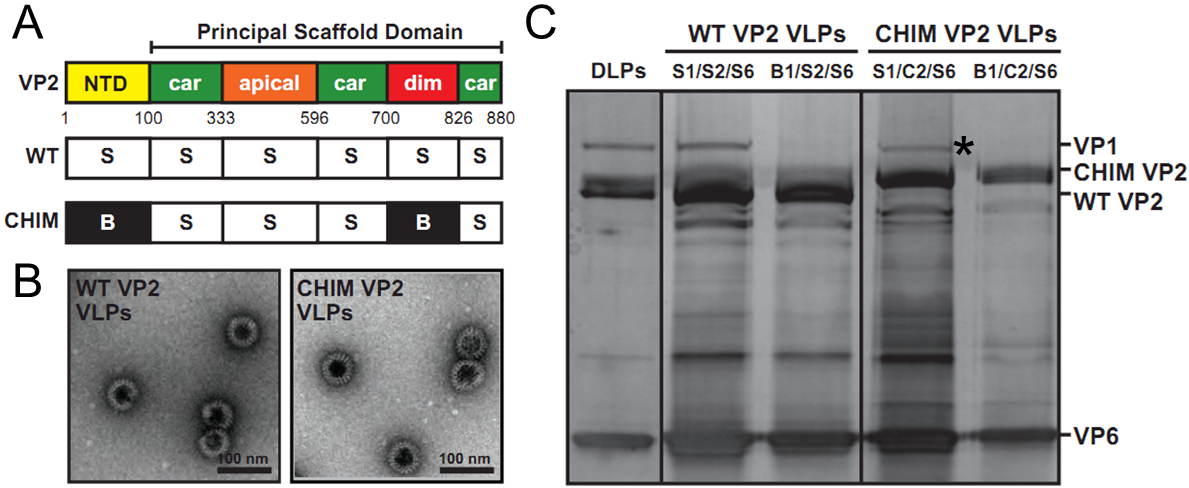 A
Principal Scaffold Domain
VP2 NTD car apical car dim car
1 100 333 596 700 826 880
WT S S S S S S
CHIM B S S S B S
B
WT VP2
VLPs
100 nm
CHIM VP2
VLPs
100 nm
C
WT VP2 VLPs CHIM VP2 VLPs
DLPs S1/S2/S6 B1/S2/S6 S1/C2/S6 B1/C2/S6
*
VP1
CHIM VP2
WT VP2
VP6